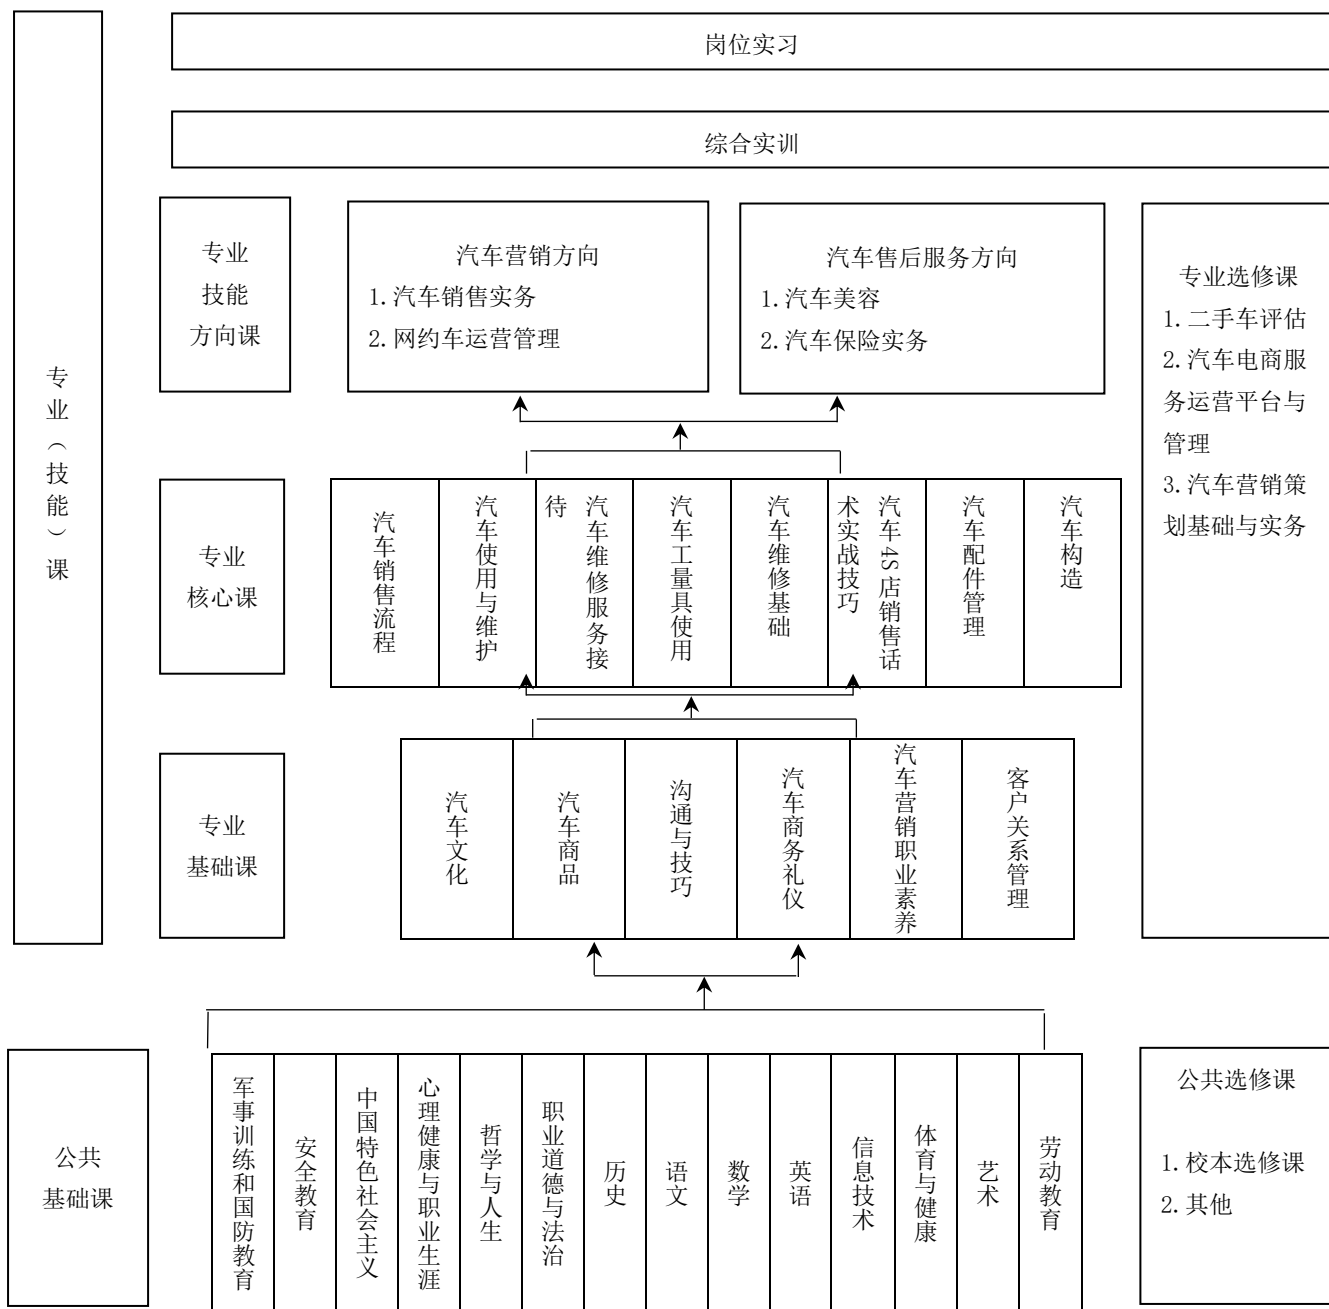 岗位实习
综合实训
专业（技能）课
专业
技能
方向课
汽车营销方向
1.汽车销售实务
2.网约车运营管理
汽车售后服务方向
1.汽车美容
2.汽车保险实务
专业选修课
1.二手车评估
2.汽车电商服
务运营平台与
管理
3.汽车营销策
划基础与实务
专业
核心课
汽车销售流程
汽车使用与维护
汽车维修服务接
待
汽车工量具使用
汽车维修基础
汽车4S店销售话
术实战技巧
汽车配件管理
汽车构造
专业
基础课
汽车文化
汽车商品
沟通与技巧
汽车商务礼仪
汽车营销职业素养
客户关系管理
公共
基础课
军事训练和国防教育
安全教育
中国特色社会主义
心理健康与职业生涯
哲学与人生
职业道德与法治
历史
语文
数学
英语
信息技术
体育与健康
艺术
劳动教育
公共选修课
1.校本选修课
2.其他